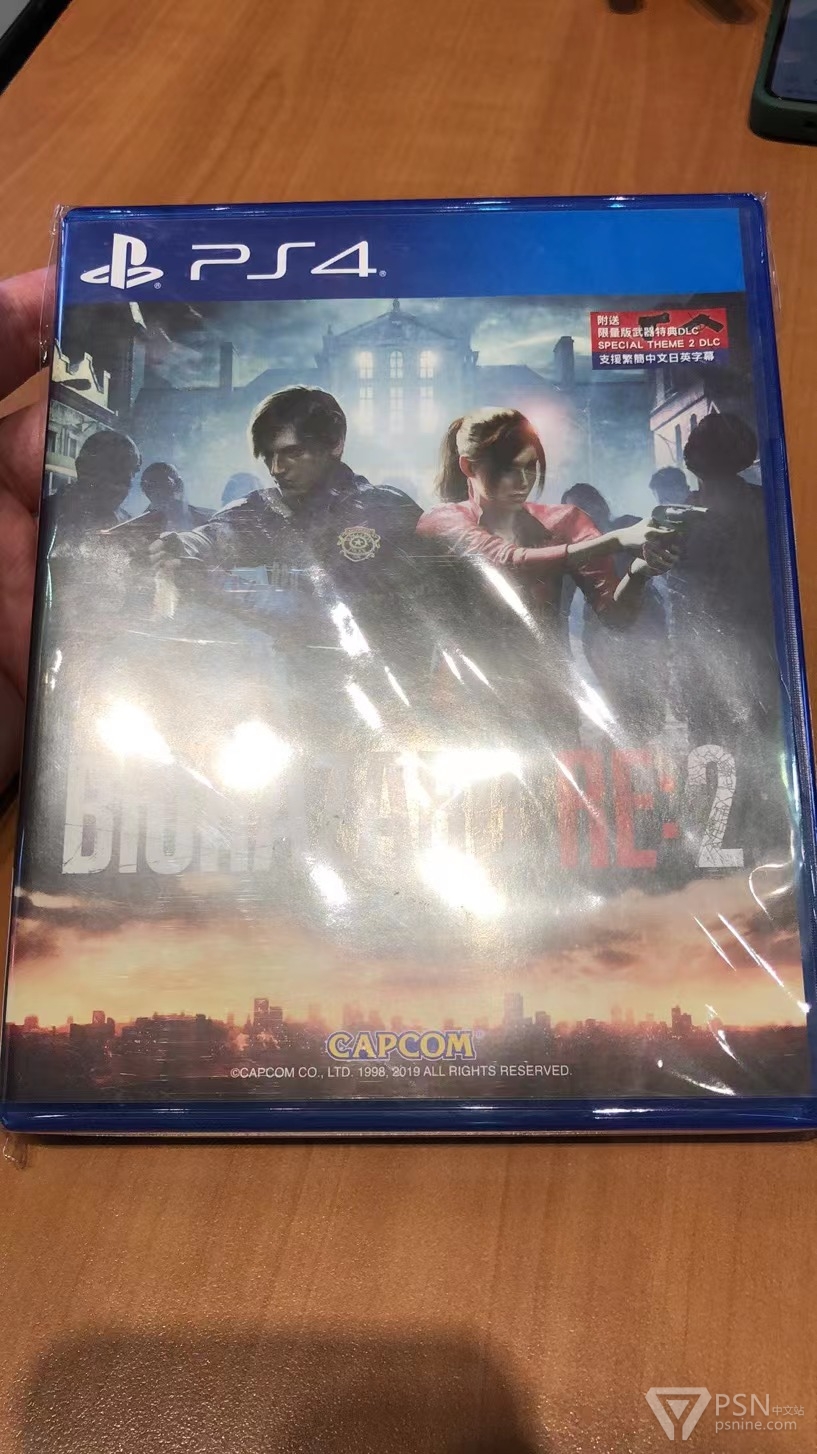 PS4
附送
限量版武器特典DLC
SPECIAL THEME 2 DLC
支援繁簡中文日英字幕
BIOHAZARD RE:2
CAPCOM
©CAPCOM CO., LTD. 1998, 2019 ALL RIGHTS RESERVED.
PSN中文站
psnine.com